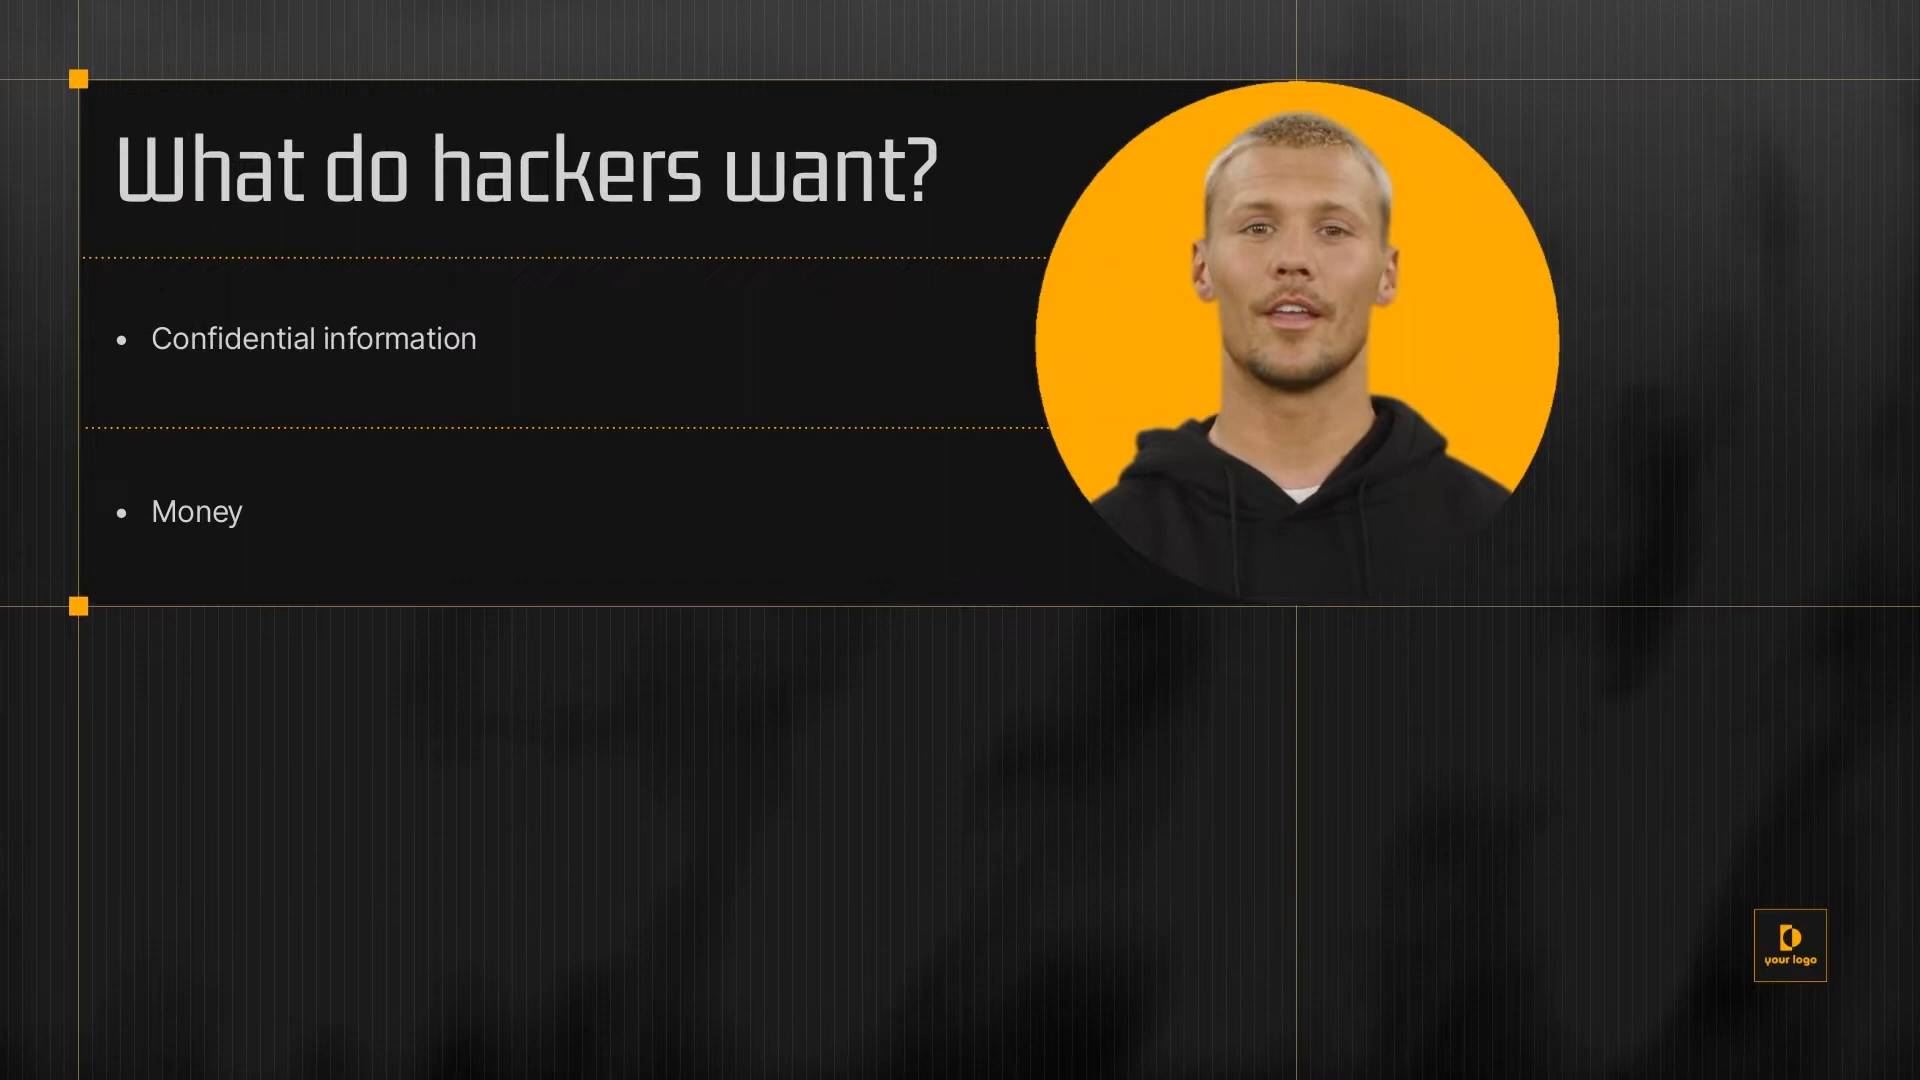 What do hackers want?
• Confidential information
• Money
your logo